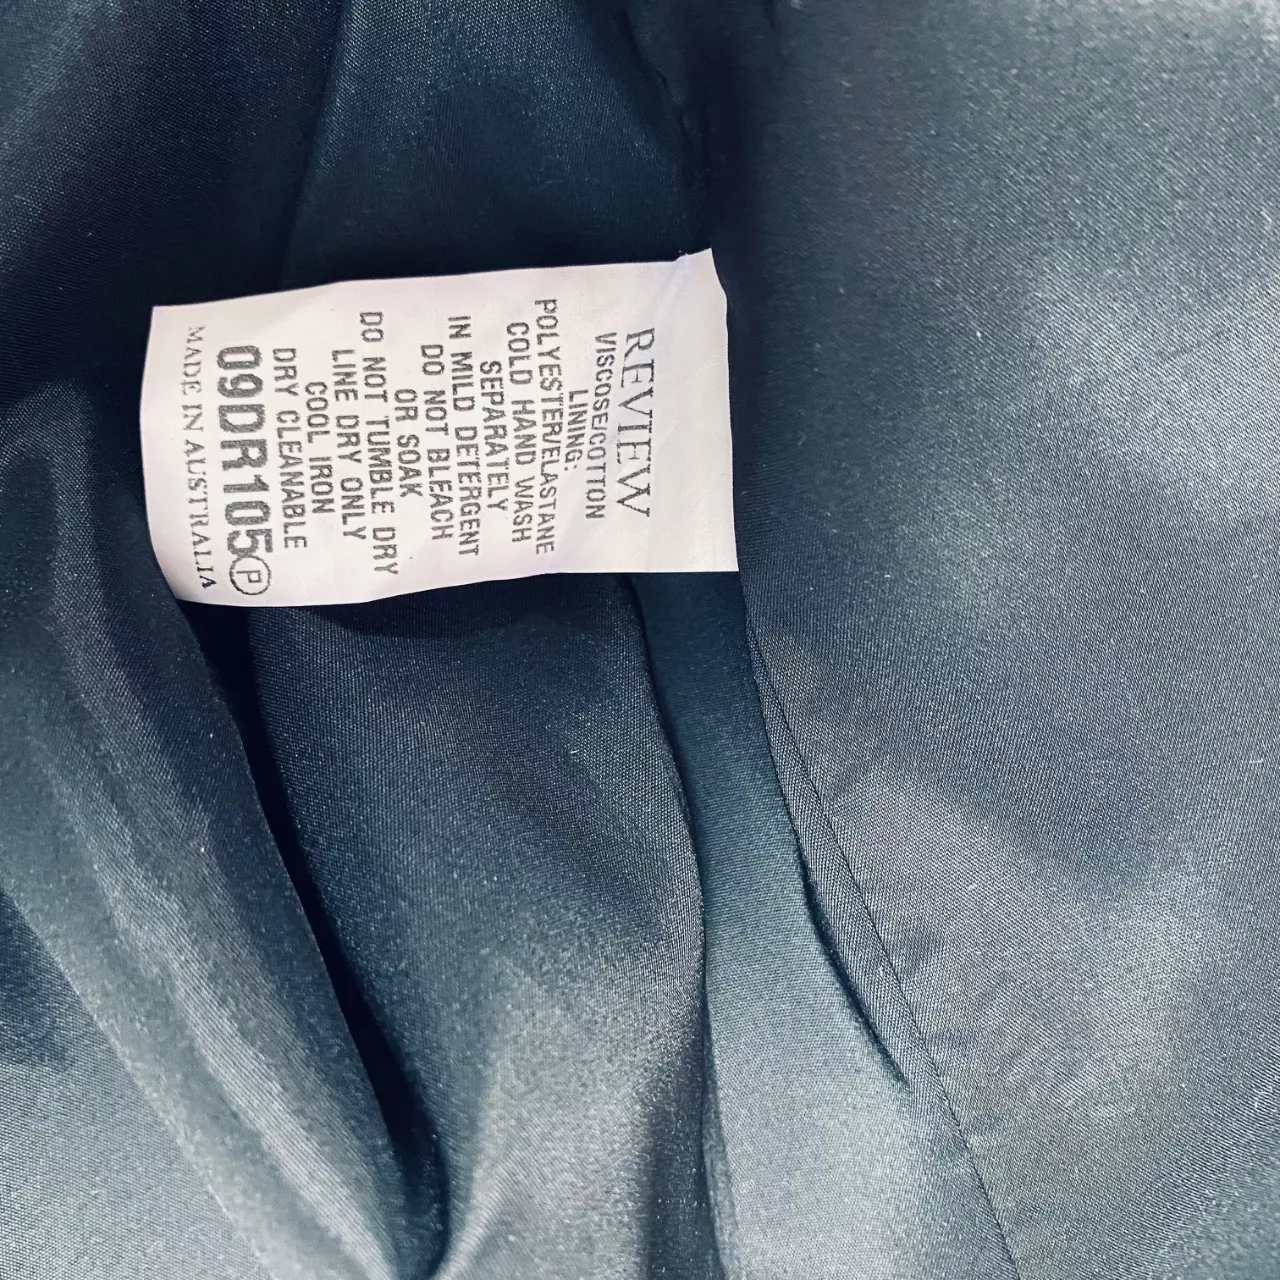 REVIEW
VISCOSE/COTTON
LINING:
POLYESTER/ELASTANE
COLD HAND WASH
SEPARATELY
IN MILD DETERGENT
DO NOT BLEACH
OR SOAK
DO NOT TUMBLE DRY
LINE DRY ONLY
COOL IRON
DRY CLEANABLE
09DR105Ⓟ
MADE IN AUSTRALIA